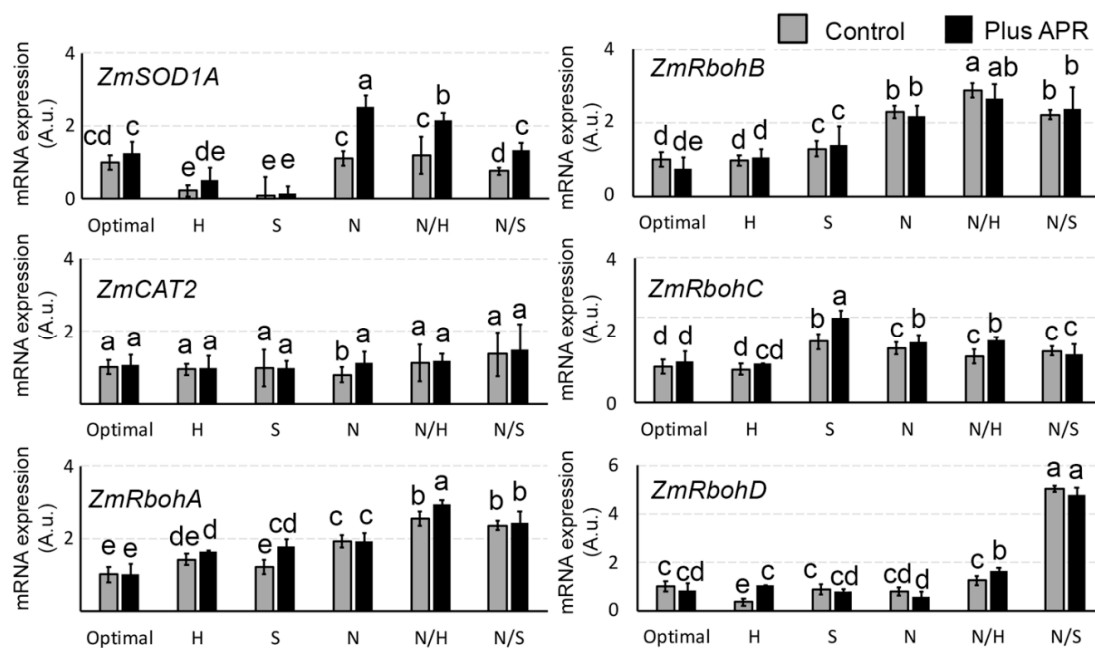 Control Plus APR
mRNA expression
(A.u.)
ZmSOD1A
4
2
0
cd c e de e e c a c b d c
Optimal H S N N/H N/S
mRNA expression
(A.u.)
ZmRbohB
4
2
0
d de d d c c b b a ab b b
Optimal H S N N/H N/S
mRNA expression
(A.u.)
ZmCAT2
4
2
0
a a a a a a b a a a a a
Optimal H S N N/H N/S
mRNA expression
(A.u.)
ZmRbohC
4
2
0
d d d cd b a c b c b c c
Optimal H S N N/H N/S
mRNA expression
(A.u.)
ZmRbohA
4
2
0
e e de d e cd c c b a b b
Optimal H S N N/H N/S
mRNA expression
(A.u.)
ZmRbohD
6
4
2
0
c cd e c c cd cd d c b a a
Optimal H S N N/H N/S